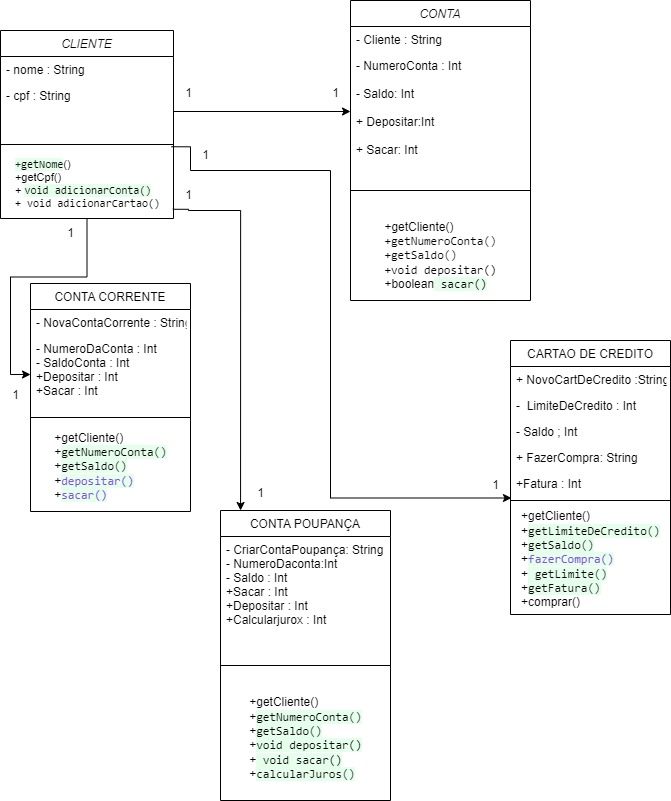 CLIENTE
- nome : String
- cpf : String
+getNome()
+getCpf()
+ void adicionarConta()
+ void adicionarCartao()
1
1
1
1
1
CONTA
- Cliente : String
- NumeroConta : Int
- Saldo: Int
+ Depositar:Int
+ Sacar: Int
+getCliente()
+getNumeroConta()
+getSaldo()
+void depositar()
+boolean sacar()
CONTA CORRENTE
- NovaContaCorrente : String
- NumeroDaConta : Int
- SaldoConta : Int
+Depositar : Int
+Sacar : Int
+getCliente()
+getNumeroConta()
+getSaldo()
+depositar()
+sacar()
1
CARTAO DE CREDITO
+ NovoCartDeCredito :String
- LimiteDeCredito : Int
- Saldo ; Int
+ FazerCompra: String
+Fatura : Int
+getCliente()
+getLimiteDeCredito()
+getSaldo()
+fazerCompra()
+ getLimite()
+getFatura()
+comprar()
1
1
CONTA POUPANÇA
- CriarContaPoupança: String
- NumeroDaconta:Int
- Saldo : Int
+Sacar : Int
+Depositar : Int
+Calcularjurox : Int
+getCliente()
+getNumeroConta()
+getSaldo()
+void depositar()
+ void sacar()
+calcularJuros()